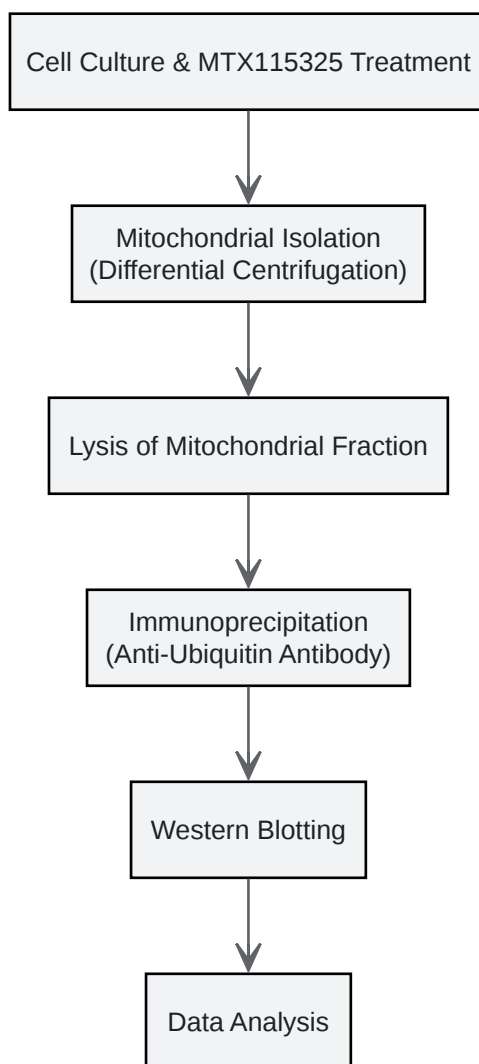 Cell Culture & MTX115325 Treatment
Mitochondrial Isolation
(Differential Centrifugation)
Lysis of Mitochondrial Fraction
Immunoprecipitation
(Anti-Ubiquitin Antibody)
Western Blotting
Data Analysis